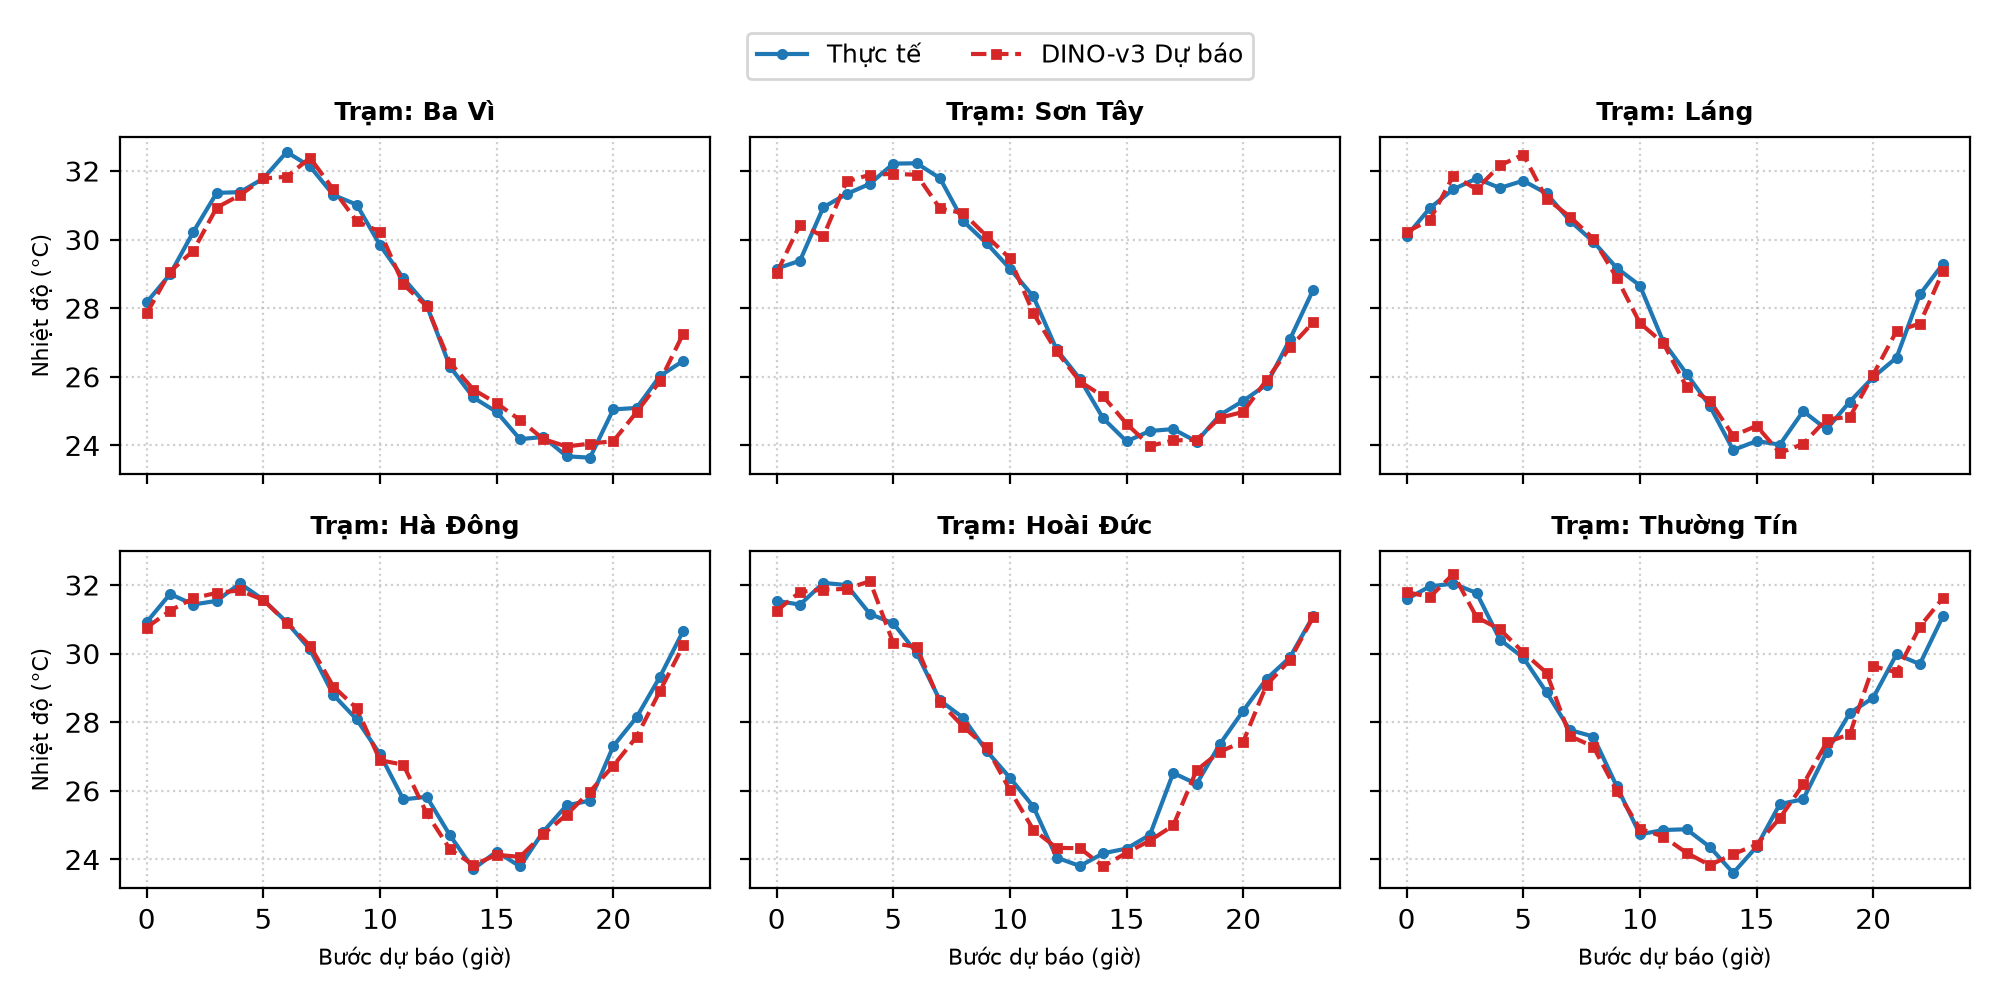 Thực tế DINO-v3 Dự báo
Trạm: Ba Vì Trạm: Sơn Tây Trạm: Láng
Nhiệt độ (°C)
32
30
28
26
24
Trạm: Hà Đông Trạm: Hoài Đức Trạm: Thường Tín
Nhiệt độ (°C)
32
30
28
26
24
0 5 10 15 20 0 5 10 15 20 0 5 10 15 20
Bước dự báo (giờ) Bước dự báo (giờ) Bước dự báo (giờ)